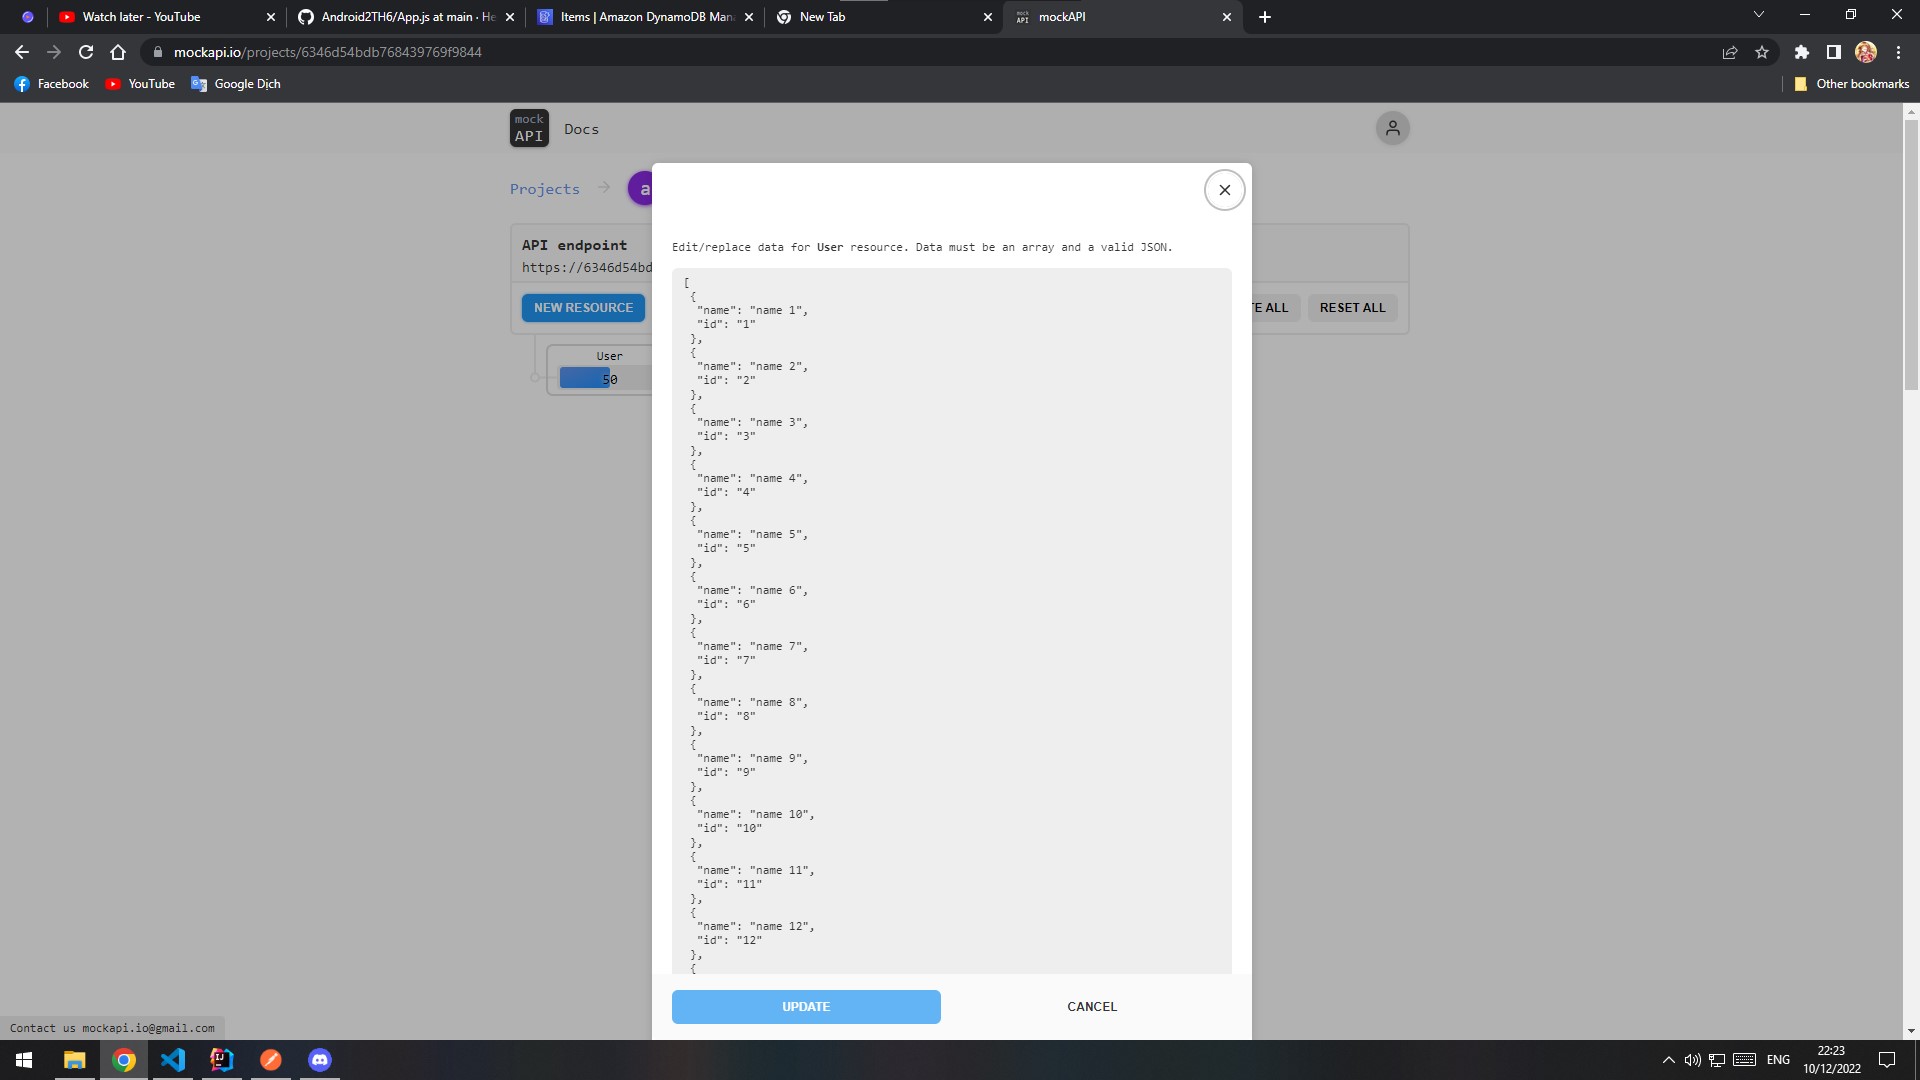 Watch later - YouTube
Android2TH6/App.js at main · He
Items | Amazon DynamoDB Man
New Tab
mock
API
mockAPI
mockapi.io/projects/6346d54bdb768439769f9844
Facebook
YouTube
Google Dịch
Other bookmarks
mock
API
Docs
Projects
a
API endpoint
https://6346d54bd
NEW RESOURCE
TE ALL
RESET ALL
User
50
Edit/replace data for User resource. Data must be an array and a valid JSON.
[
{
"name": "name 1",
"id": "1"
},
{
"name": "name 2",
"id": "2"
},
{
"name": "name 3",
"id": "3"
},
{
"name": "name 4",
"id": "4"
},
{
"name": "name 5",
"id": "5"
},
{
"name": "name 6",
"id": "6"
},
{
"name": "name 7",
"id": "7"
},
{
"name": "name 8",
"id": "8"
},
{
"name": "name 9",
"id": "9"
},
{
"name": "name 10",
"id": "10"
},
{
"name": "name 11",
"id": "11"
},
{
"name": "name 12",
"id": "12"
},
{
UPDATE
CANCEL
Contact us mockapi.io@gmail.com
ENG
22:23
10/12/2022